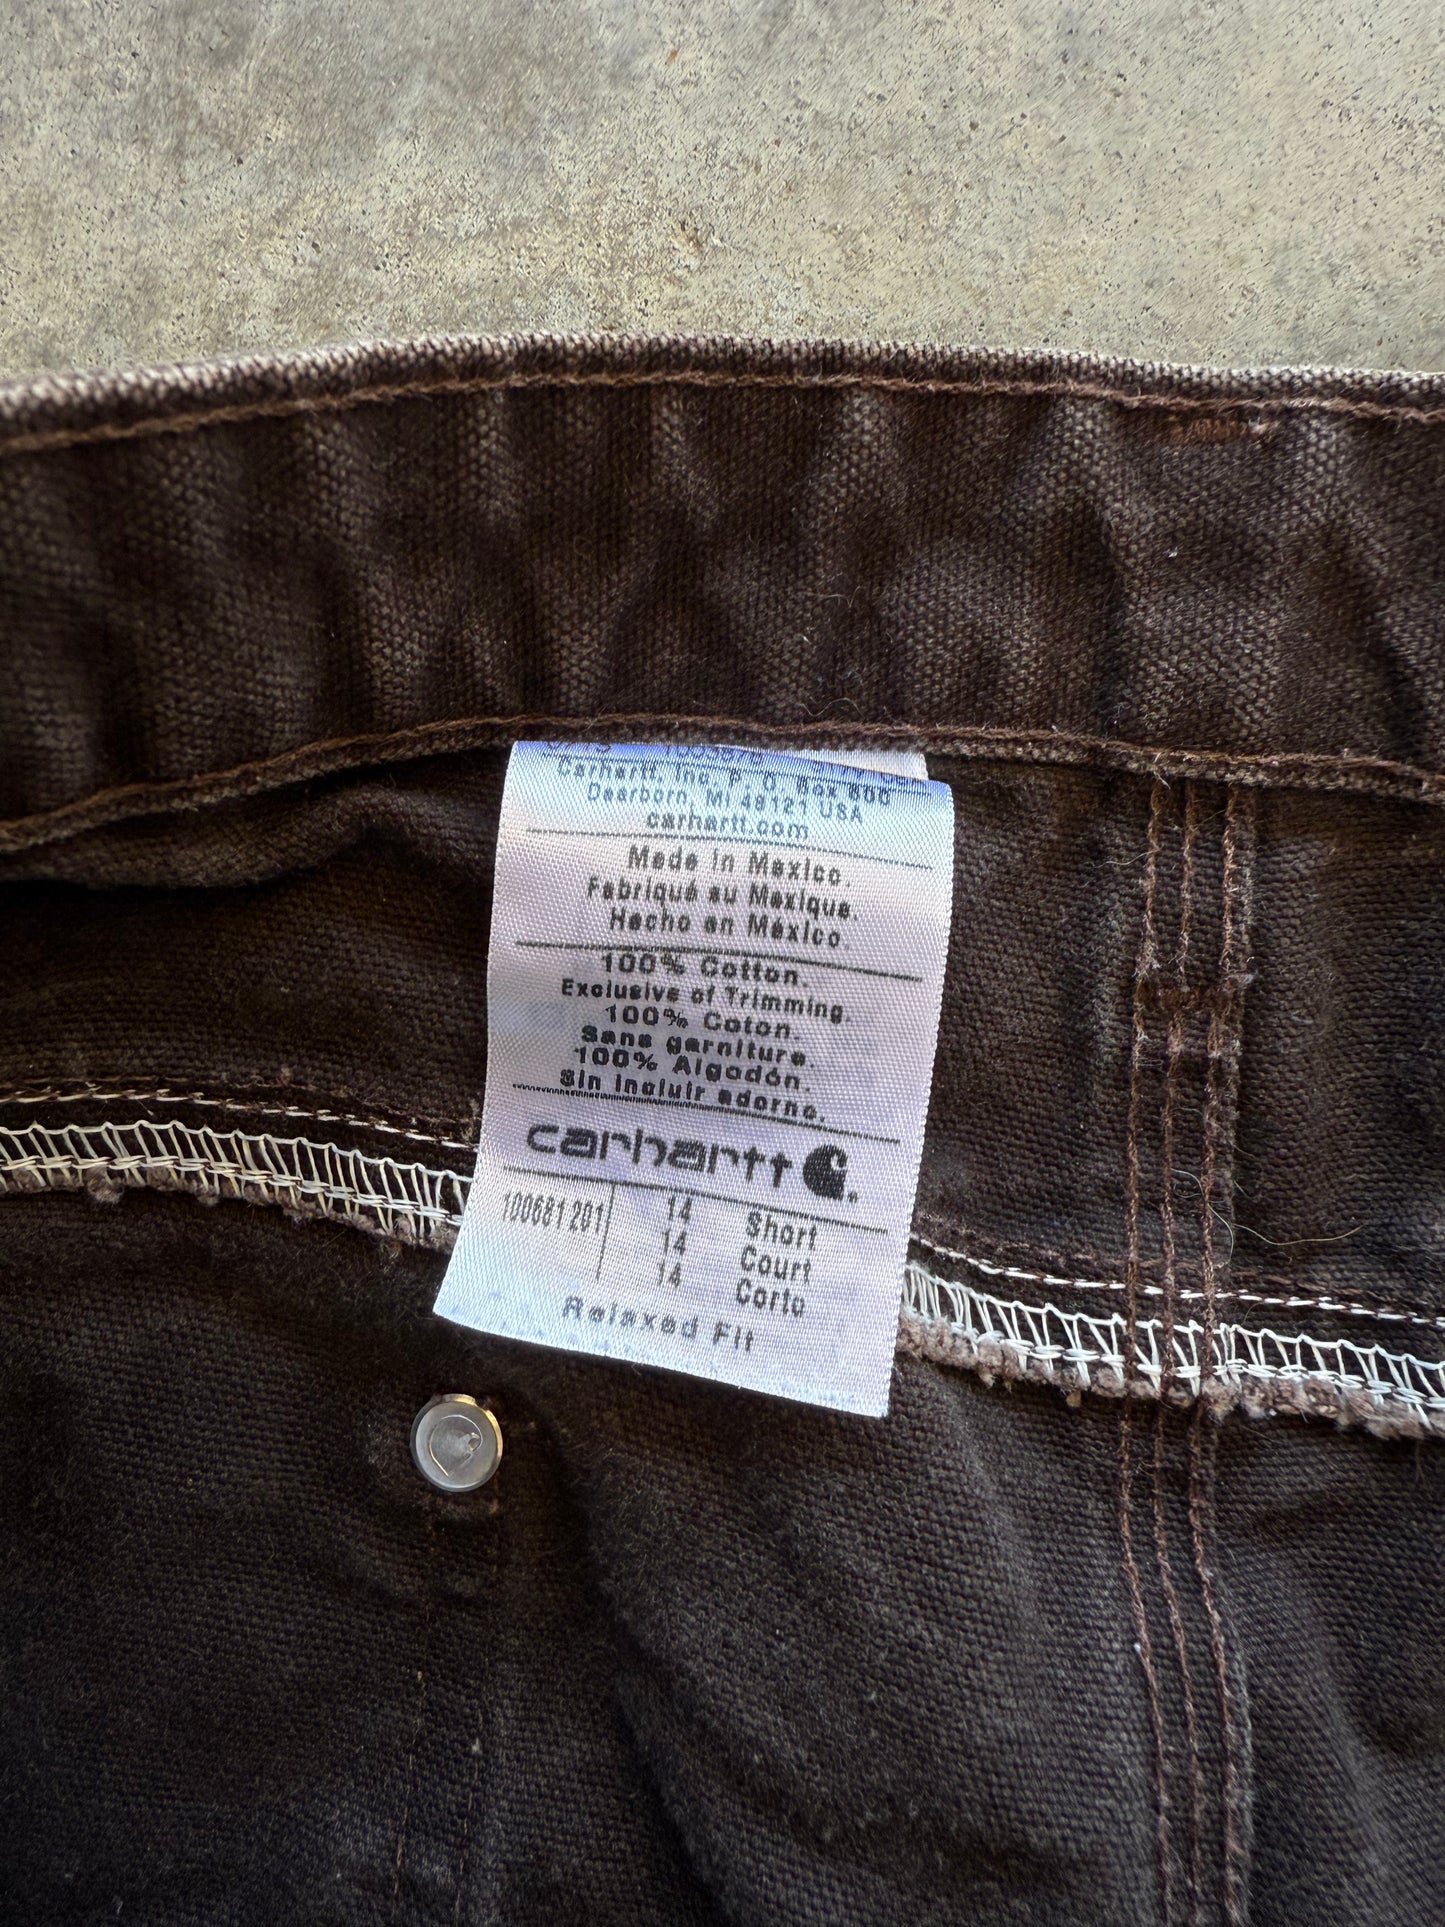 Carhartt, Inc. P.O. Box 600
Dearborn, MI 48121 USA
carhartt.com
Made in Mexico.
Fabriqué au Mexique.
Hecho en México.
100% Cotton.
Exclusive of Trimming.
100% Coton.
Sans garniture.
100% Algodón.
Sin incluir adorno.
carhartt
100681 201 14 Short
14 Court
14 Corto
Relaxed Fit